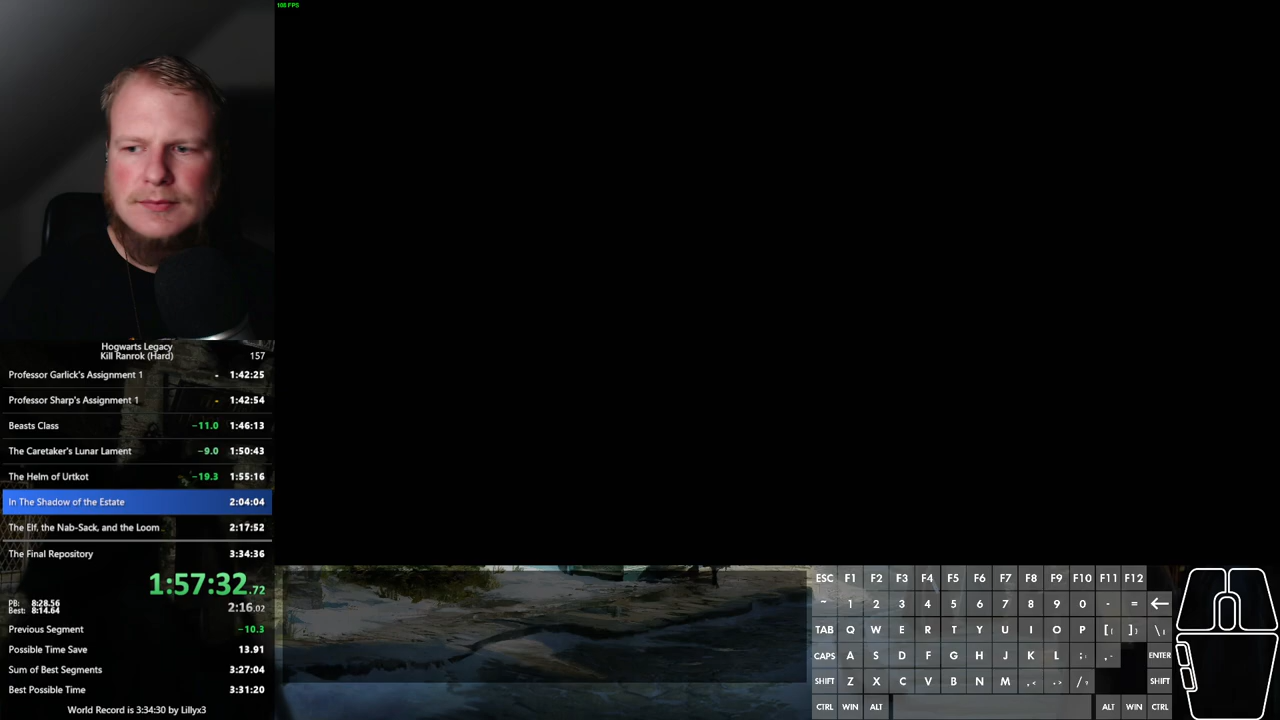 108 FPS
Hogwarts Legacy
Kill Ranrok (Hard) 157
Professor Garlick's Assignment 1 - 1:42:25
Professor Sharp's Assignment 1 - 1:42:54
Beasts Class -11.0 1:46:13
The Caretaker's Lunar Lament -9.0 1:50:43
The Helm of Urtkot -19.3 1:55:16
In The Shadow of the Estate 2:04:04
The Elf, the Nab-Sack, and the Loom 2:17:52
The Final Repository 3:34:36
1:57:32.72
PB: 8:28.56
Best: 8:14.64 2:16.02
Previous Segment -10.3
Possible Time Save 13.91
Sum of Best Segments 3:27:04
Best Possible Time 3:31:20
World Record is 3:34:30 by Lillyx3
ESC F1 F2 F3 F4 F5 F6 F7 F8 F9 F10 F11 F12
~ 1 2 3 4 5 6 7 8 9 0 - = ←
TAB Q W E R T Y U I O P [{ ]} \|
CAPS A S D F G H J K L ;: ,. ENTER
SHIFT Z X C V B N M ,< .> /? SHIFT
CTRL WIN ALT ALT WIN CTRL